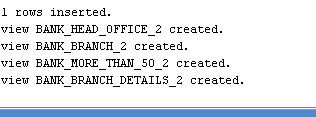 1 rows inserted.
view BANK_HEAD_OFFICE_2 created.
view BANK_BRANCH_2 created.
view BANK_MORE_THAN_50_2 created.
view BANK_BRANCH_DETAILS_2 created.